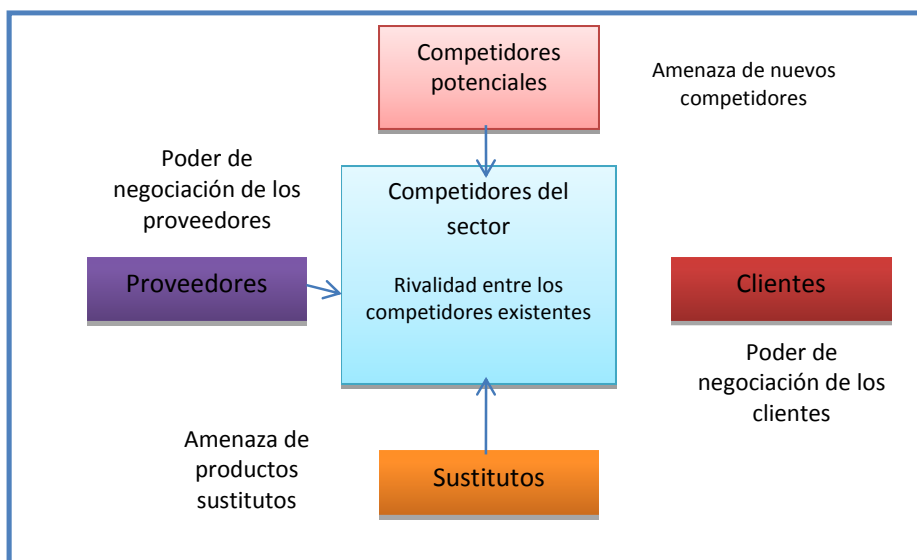 Competidores
potenciales
Amenaza de nuevos
competidores
Poder de
negociación de los
proveedores
Competidores del
sector
Rivalidad entre los
competidores existentes
Proveedores
Clientes
Poder de
negociación de los
clientes
Amenaza de
productos
sustitutos
Sustitutos